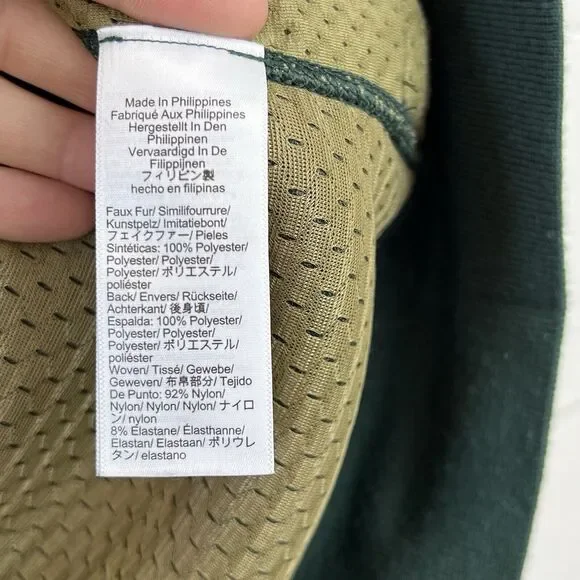 Made In Philippines
Fabriqué Aux Philippines
Hergestellt In Den
Philippinen
Vervaardigd In De
Filippijnen
フィリピン製
hecho en filipinas
Faux Fur/ Similifourrure/
Kunstpelz/ Imitatiebont/
フェイクファー/ Pieles
Sintéticas: 100% Polyester/
Polyester/ Polyester/
Polyester/ ポリエステル/
poliéster
Back/ Envers/ Rückseite/
Achterkant/ 後身頃/
Espalda: 100% Polyester/
Polyester/ Polyester/
Polyester/ ポリエステル/
poliéster
Woven/ Tissé/ Gewebe/
Geweven/ 布帛部分/ Tejido
De Punto: 92% Nylon/
Nylon/ Nylon/ Nylon/ ナイロ
ン/ nylon
8% Élastane/ Élasthanne/
Elastan/ Elastaan/ ポリウレ
タン/ elastano